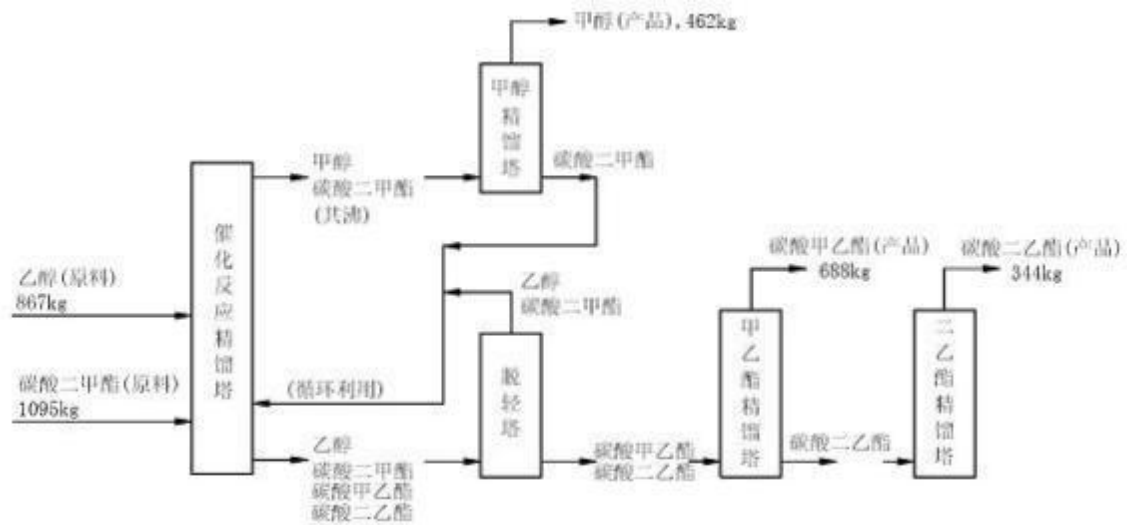 甲醇(产品),462kg
甲醇精馏塔
甲醇
碳酸二甲酯
(共沸)
碳酸二甲酯
催化反应精馏塔
乙醇(原料)
867kg
碳酸二甲酯(原料)
1095kg
乙醇
碳酸二甲酯
(循环利用)
脱轻塔
乙醇
碳酸二甲酯
碳酸甲乙酯
碳酸二乙酯
碳酸甲乙酯
碳酸二乙酯
碳酸甲乙酯(产品)
688kg
甲乙酯精馏塔
碳酸二乙酯
碳酸二乙酯(产品)
344kg
二乙酯精馏塔